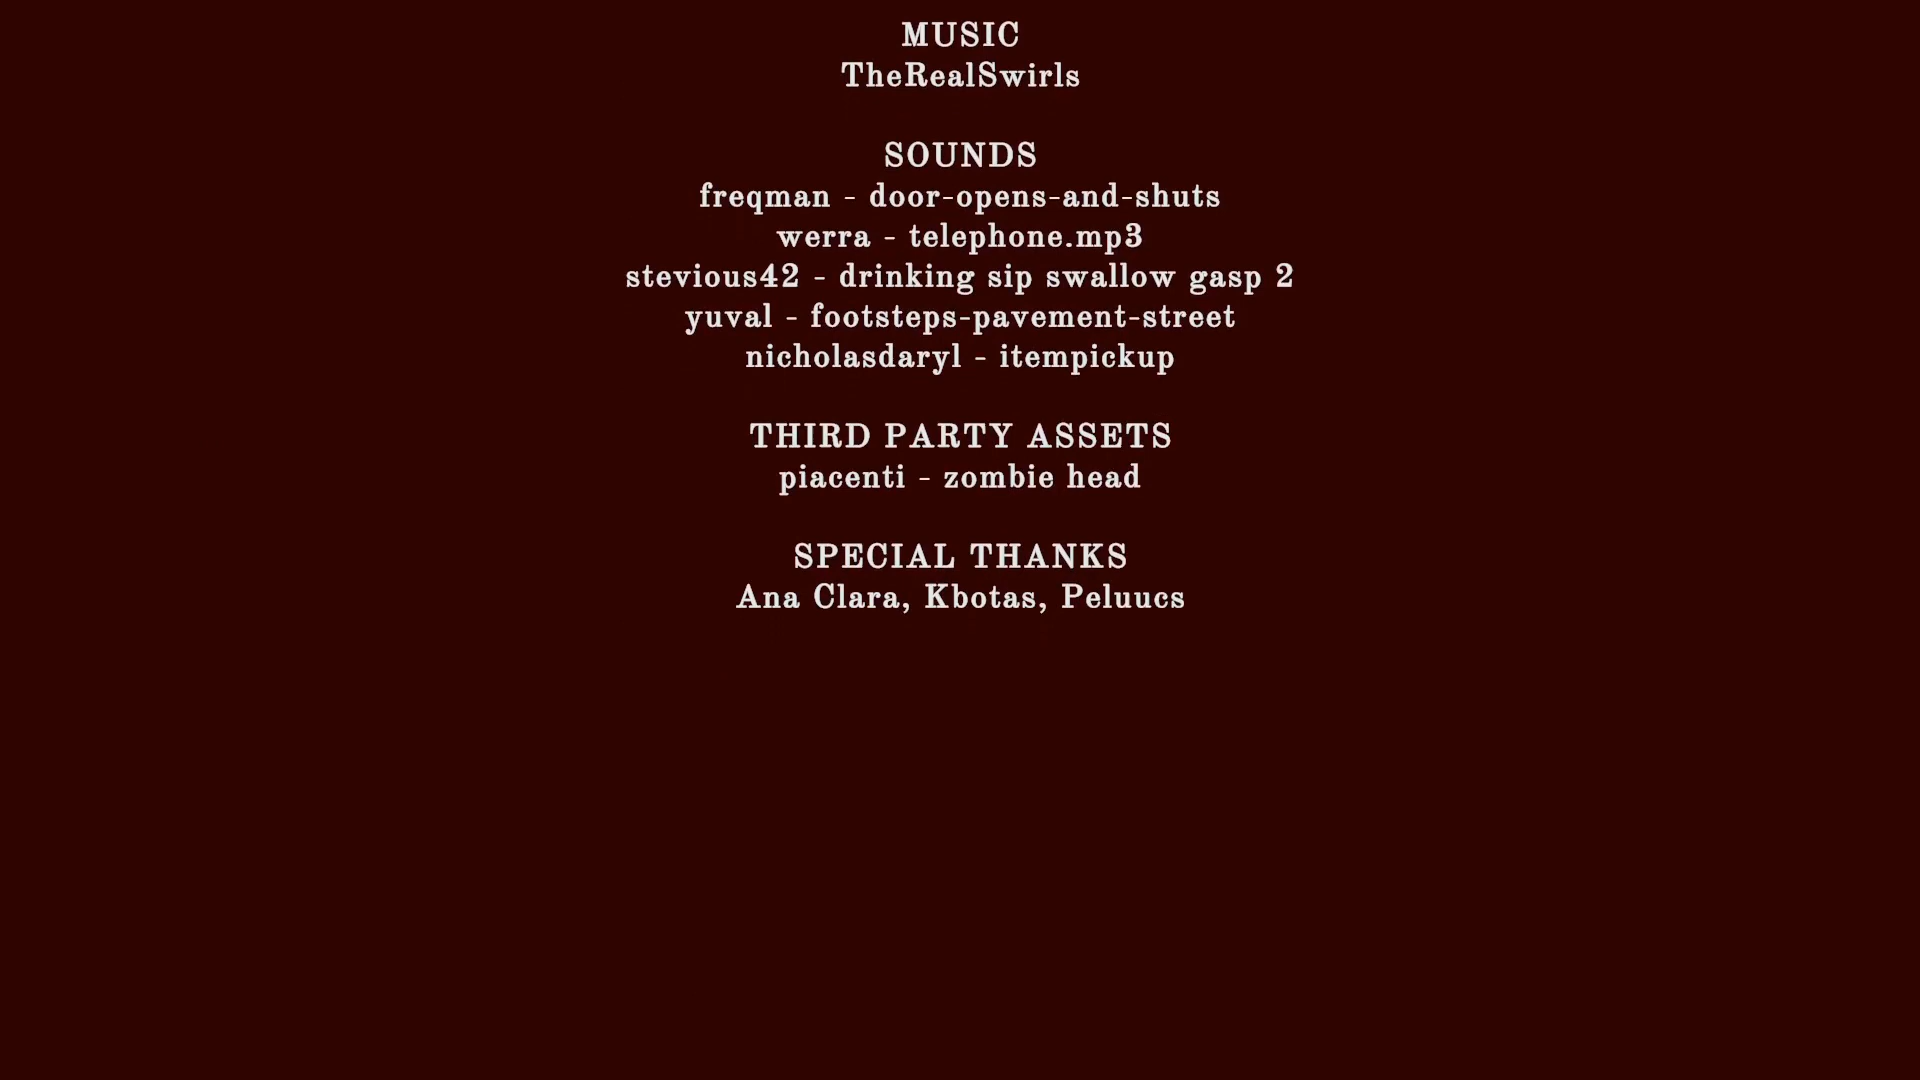 MUSIC
TheRealSwirls
SOUNDS
freqman - door-opens-and-shuts
werra - telephone.mp3
stevious42 - drinking sip swallow gasp 2
yuval - footsteps-pavement-street
nicholasdaryl - itempickup
THIRD PARTY ASSETS
piacenti - zombie head
SPECIAL THANKS
Ana Clara, Kbotas, Peluucs